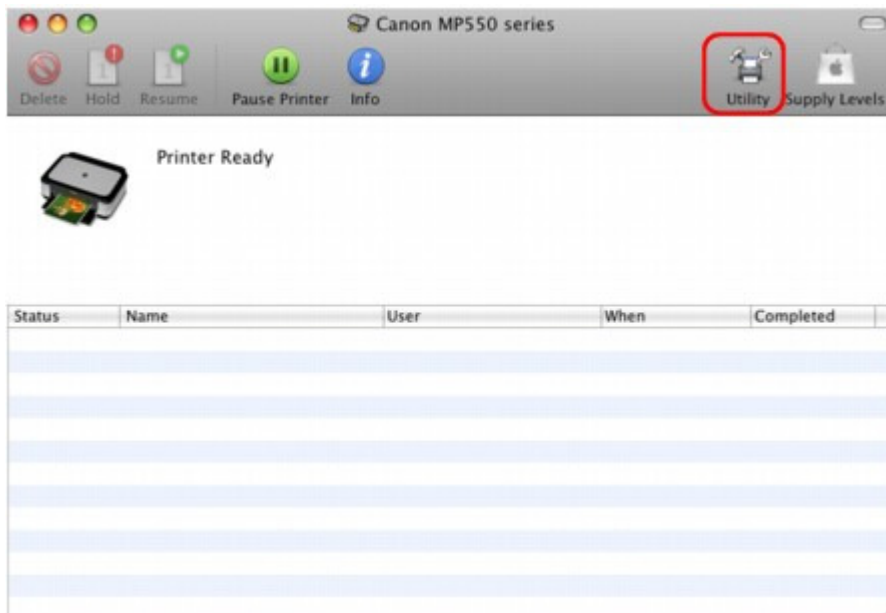 Canon MP550 series
Delete Hold Resume Pause Printer Info Utility Supply Levels
Printer Ready
Status Name User When Completed